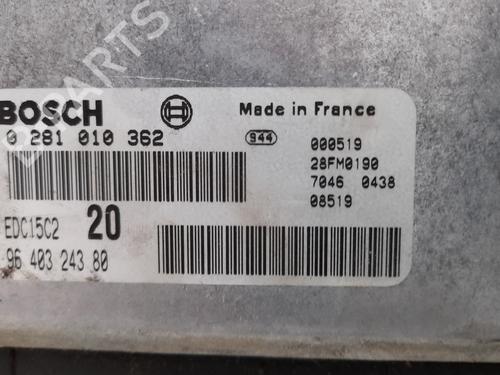 BOSCH
Made in France
0 281 010 362
944
000519
28FM0190
7046 0438
08519
EDC15C2 20
96 403 243 80
PARTS